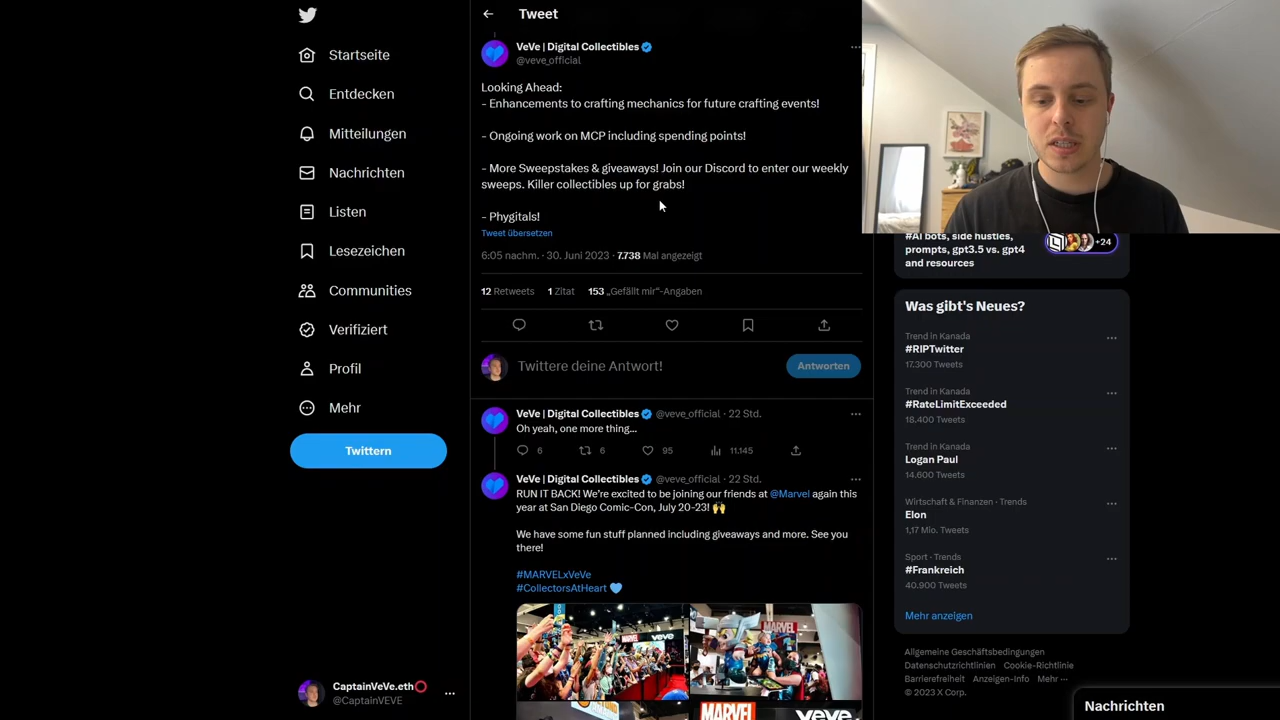 Startseite
Entdecken
Mitteilungen
Nachrichten
Listen
Lesezeichen
Communities
Verifiziert
Profil
Mehr
Twittern
CaptainVeVe.eth⭕
@CaptainVEVE
Tweet
VeVe | Digital Collectibles
@veve_official
Looking Ahead:
- Enhancements to crafting mechanics for future crafting events!
- Ongoing work on MCP including spending points!
- More Sweepstakes & giveaways! Join our Discord to enter our weekly
sweeps. Killer collectibles up for grabs!
- Phygitals!
Tweet übersetzen
6:05 nachm. · 30. Juni 2023 · 7.738 Mal angezeigt
12 Retweets 1 Zitat 153 „Gefällt mir“-Angaben
Twittere deine Antwort!
Antworten
VeVe | Digital Collectibles @veve_official · 22 Std.
Oh yeah, one more thing...
6 6 95 11.145
VeVe | Digital Collectibles @veve_official · 22 Std.
RUN IT BACK! We're excited to be joining our friends at @Marvel again this
year at San Diego Comic-Con, July 20-23! 🙌
We have some fun stuff planned including giveaways and more. See you
there!
#MARVELxVeVe
#CollectorsAtHeart 💙
MARVEL veve
MARVEL
MARVEL
veve
#AI bots, side hustles,
prompts, gpt3.5 vs. gpt4
and resources
+24
Was gibt's Neues?
Trend in Kanada
#RIPTwitter
17.300 Tweets
Trend in Kanada
#RateLimitExceeded
18.400 Tweets
Trend in Kanada
Logan Paul
14.600 Tweets
Wirtschaft & Finanzen · Trends
Elon
1,17 Mio. Tweets
Sport · Trends
#Frankreich
40.900 Tweets
Mehr anzeigen
Allgemeine Geschäftsbedingungen
Datenschutzrichtlinien Cookie-Richtlinie
Barrierefreiheit Anzeigen-Info Mehr ···
© 2023 X Corp.
Nachrichten